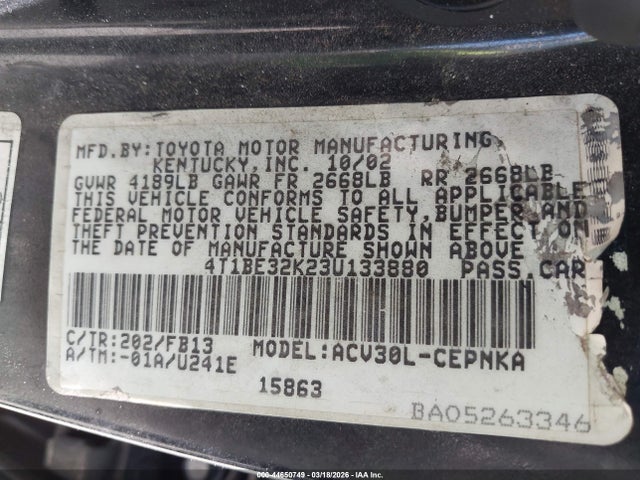 MFD.BY:TOYOTA MOTOR MANUFACTURING,
KENTUCKY,INC. 10/02
GVWR 4189LB GAWR FR 2668LB RR 2668LB
THIS VEHICLE CONFORMS TO ALL APPLICABLE
FEDERAL MOTOR VEHICLE SAFETY,BUMPER,AND
THEFT PREVENTION STANDARDS IN EFFECT ON
THE DATE OF MANUFACTURE SHOWN ABOVE.
4T1BE32K23U133880 PASS.CAR
C/TR:202/FB13 MODEL:ACV30L-CEPNKA
A/TM:-01A/U241E
15863
BA05263346
000-44650749 | 03/18/2026 - IAA Inc.